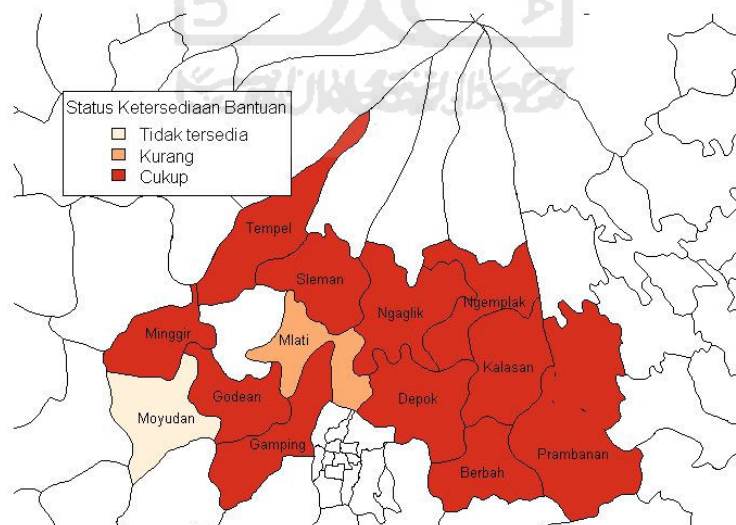 Status Ketersediaan Bantuan
Tidak tersedia
Kurang
Cukup
Tempel
Sleman
Ngaglik
Ngemplak
Minggir
Mlati
Kalasan
Godean
Depok
Moyudan
Gamping
Prambanan
Berbah